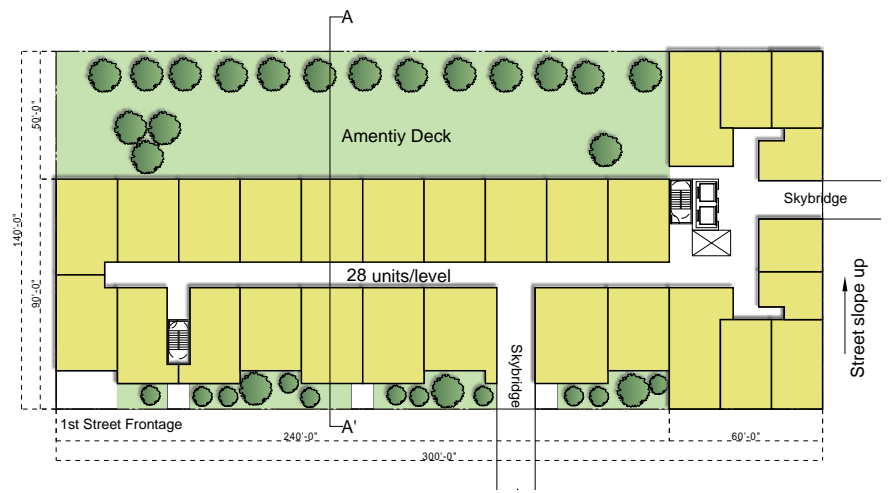 A
50'-0"
Amentiy Deck
Skybridge
140'-0"
28 units/level
90'-0"
Skybridge
Street slope up
1st Street Frontage
A'
240'-0"
60'-0"
300'-0"